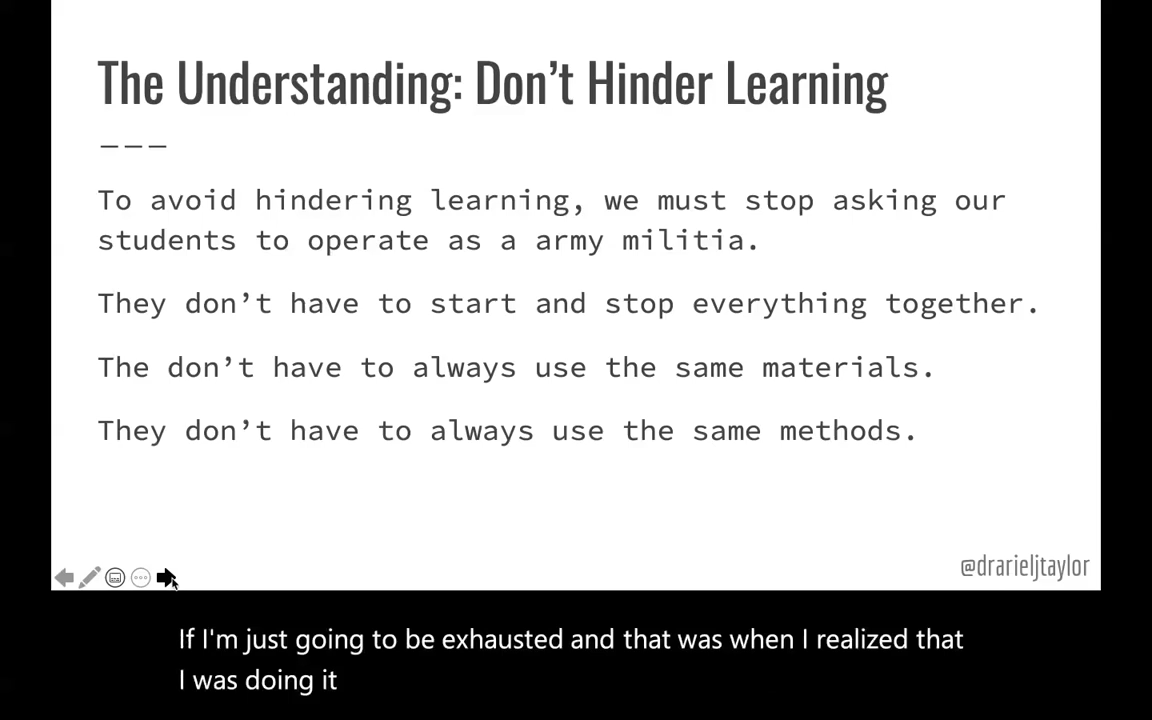 The Understanding: Don’t Hinder Learning
To avoid hindering learning, we must stop asking our
students to operate as a army militia.
They don’t have to start and stop everything together.
The don’t have to always use the same materials.
They don’t have to always use the same methods.
@drarieljtaylor
If I'm just going to be exhausted and that was when I realized that
I was doing it